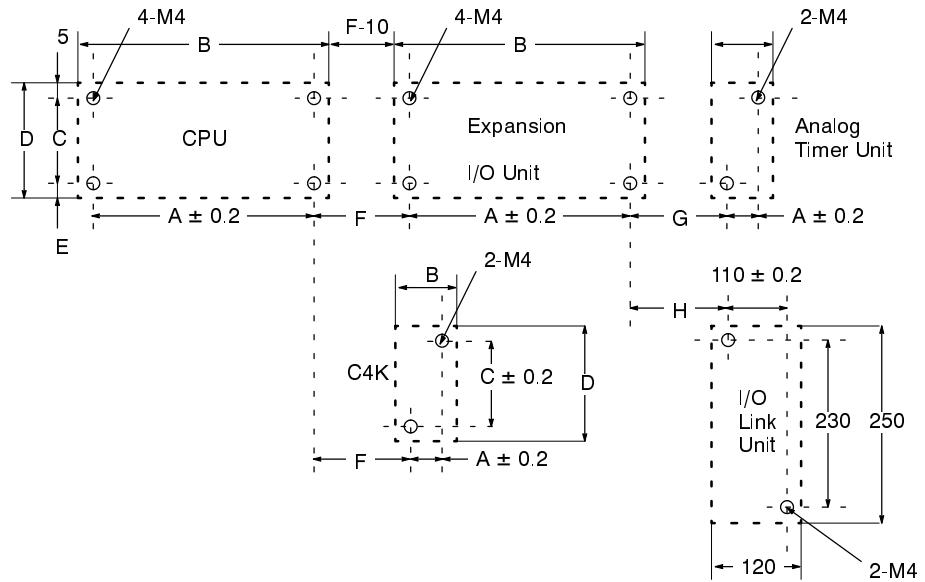 4-M4
F-10
4-M4
2-M4
5
B
B
D
C
CPU
Expansion
I/O Unit
Analog
Timer Unit
A ± 0.2
F
A ± 0.2
G
A ± 0.2
E
2-M4
B
110 ± 0.2
H
C4K
C ± 0.2
D
I/O
Link
Unit
230
250
F
A ± 0.2
120
2-M4